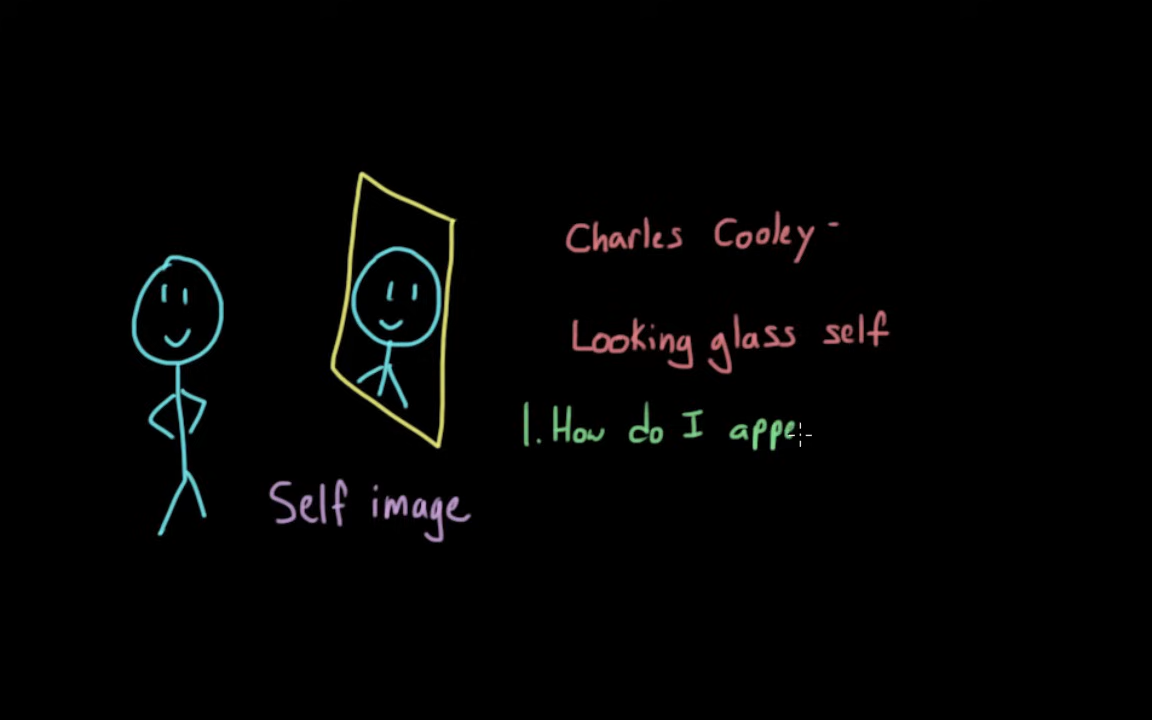 Charles Cooley -
Looking glass self
1. How do I appe
Self image